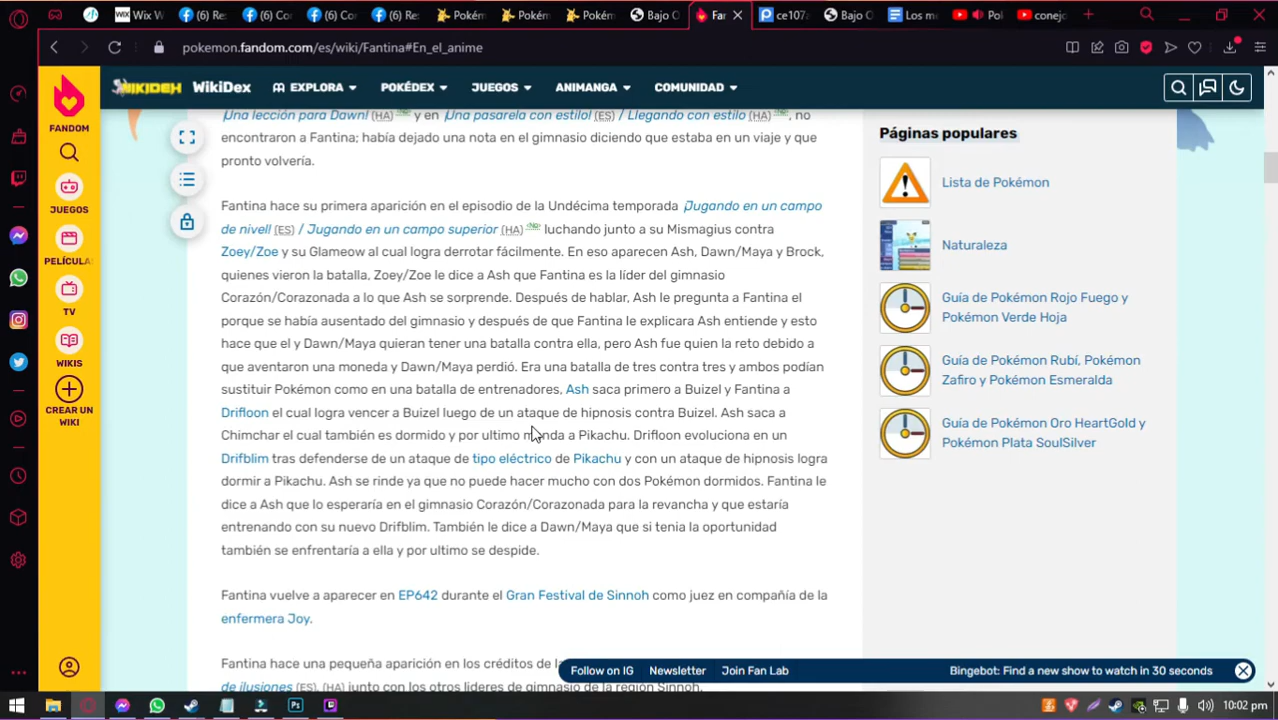 Wix W
(6) Re
(6) Co
(6) Co
(6) Re
Pokém
Pokém
Pokém
Bajo O
Fan
ce107a
Bajo O
Los me
Pol
conejo
pokemon.fandom.com/es/wiki/Fantina#En_el_anime
FANDOM
JUEGOS
PELÍCULAS
TV
WIKIS
CREAR UN
WIKI
WIKIDEX WikiDex EXPLORA POKÉDEX JUEGOS ANIMANGA COMUNIDAD
¡Una lección para Dawn! (HA) y en ¡Una pasarela con estilo! (ES) / Llegando con estilo (HA), no
encontraron a Fantina; había dejado una nota en el gimnasio diciendo que estaba en un viaje y que
pronto volvería.
Fantina hace su primera aparición en el episodio de la Undécima temporada ¡Jugando en un campo
de nivel! (ES) / Jugando en un campo superior (HA) luchando junto a su Mismagius contra
Zoey/Zoe y su Glameow al cual logra derrotar fácilmente. En eso aparecen Ash, Dawn/Maya y Brock,
quienes vieron la batalla, Zoey/Zoe le dice a Ash que Fantina es la líder del gimnasio
Corazón/Corazonada a lo que Ash se sorprende. Después de hablar, Ash le pregunta a Fantina el
porque se había ausentado del gimnasio y después de que Fantina le explicara Ash entiende y esto
hace que el y Dawn/Maya quieran tener una batalla contra ella, pero Ash fue quien la reto debido a
que aventaron una moneda y Dawn/Maya perdió. Era una batalla de tres contra tres y ambos podían
sustituir Pokémon como en una batalla de entrenadores, Ash saca primero a Buizel y Fantina a
Drifloon el cual logra vencer a Buizel luego de un ataque de hipnosis contra Buizel. Ash saca a
Chimchar el cual también es dormido y por ultimo manda a Pikachu. Drifloon evoluciona en un
Drifblim tras defenderse de un ataque de tipo eléctrico de Pikachu y con un ataque de hipnosis logra
dormir a Pikachu. Ash se rinde ya que no puede hacer mucho con dos Pokémon dormidos. Fantina le
dice a Ash que lo esperaría en el gimnasio Corazón/Corazonada para la revancha y que estaría
entrenando con su nuevo Drifblim. También le dice a Dawn/Maya que si tenia la oportunidad
también se enfrentaría a ella y por ultimo se despide.
Fantina vuelve a aparecer en EP642 durante el Gran Festival de Sinnoh como juez en compañía de la
enfermera Joy.
Fantina hace una pequeña aparición en los créditos de la
de ilusiones (ES), (HA) junto con los otros lideres de gimnasio de la región Sinnoh.
Páginas populares
Lista de Pokémon
Naturaleza
Guía de Pokémon Rojo Fuego y
Pokémon Verde Hoja
Guía de Pokémon Rubí, Pokémon
Zafiro y Pokémon Esmeralda
Guía de Pokémon Oro HeartGold y
Pokémon Plata SoulSilver
Follow on IG Newsletter Join Fan Lab Bingebot: Find a new show to watch in 30 seconds
10:02 pm